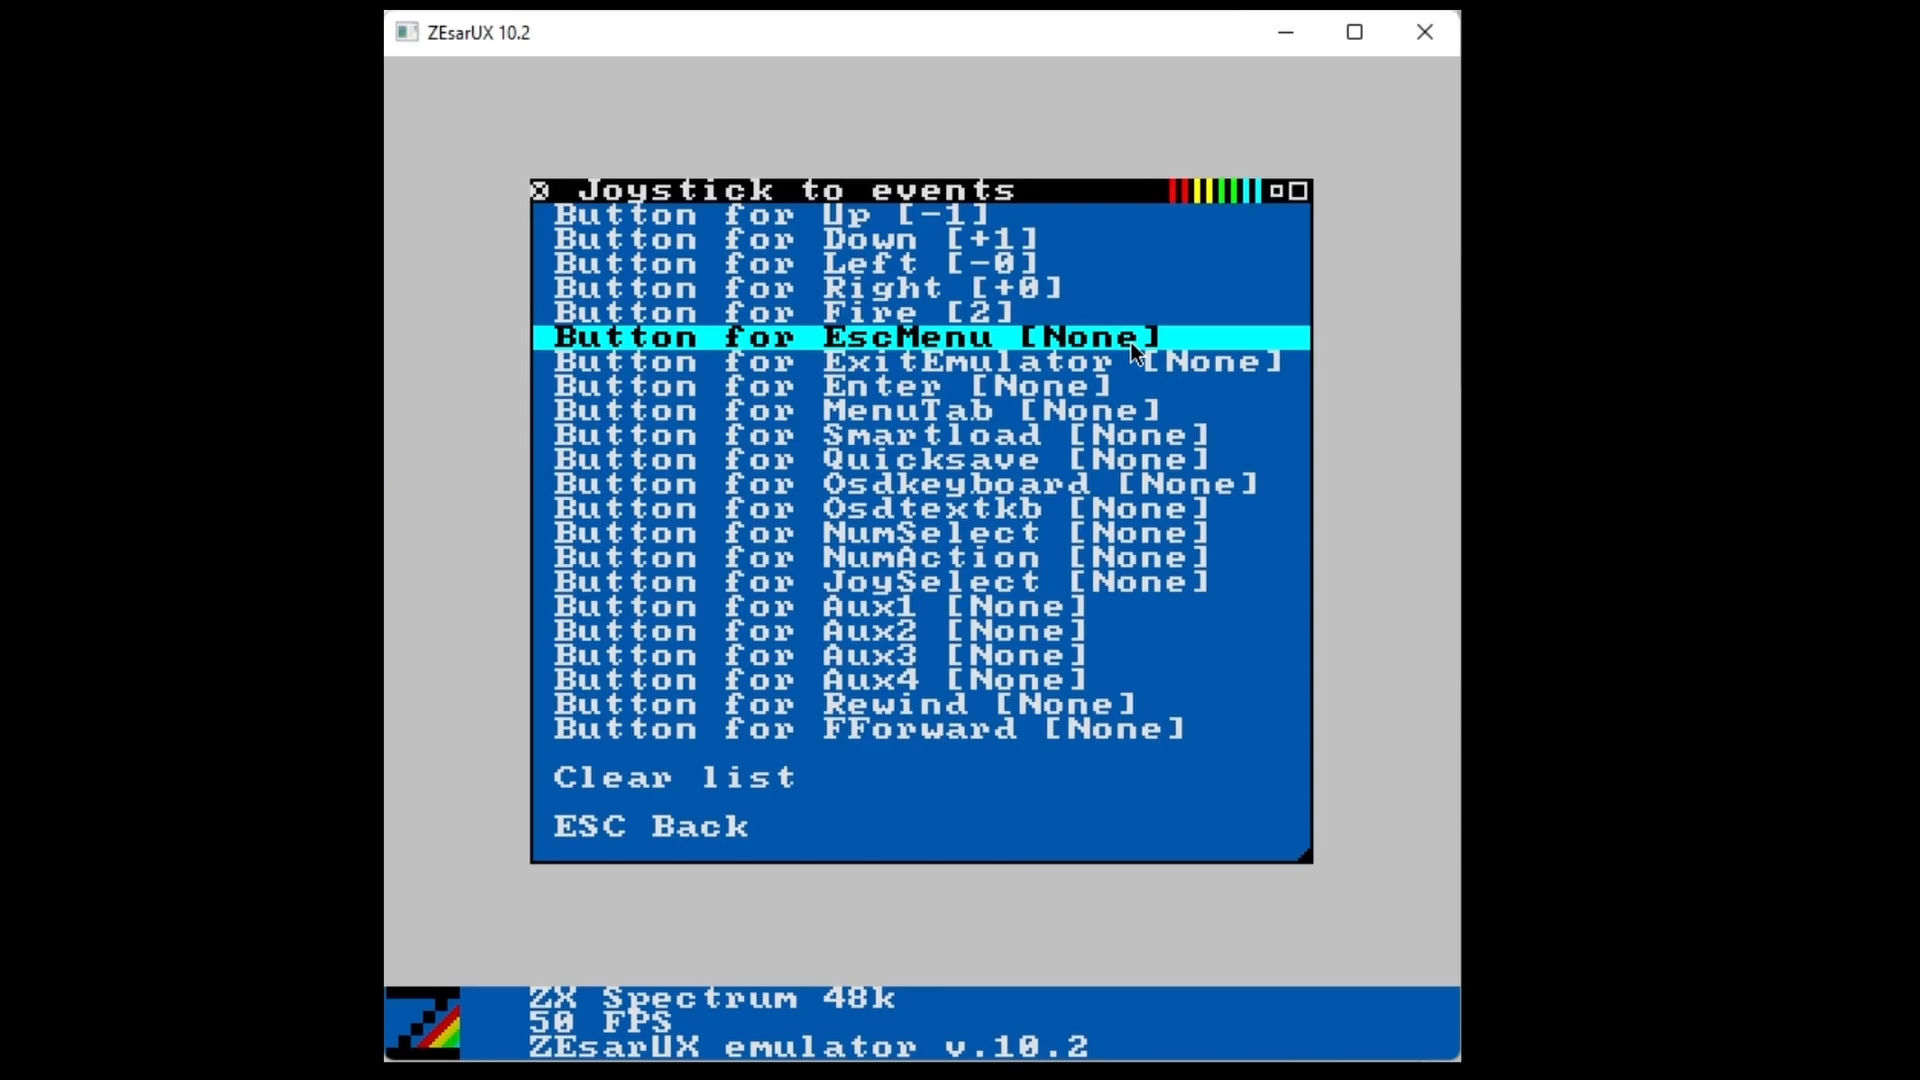 ZEsarUX 10.2
Joystick to events
Button for Up [-1]
Button for Down [+1]
Button for Left [-0]
Button for Right [+0]
Button for Fire [2]
Button for EscMenu [None]
Button for ExitEmulator [None]
Button for Enter [None]
Button for MenuTab [None]
Button for Smartload [None]
Button for Quicksave [None]
Button for Osdkeyboard [None]
Button for Osdtextkb [None]
Button for NumSelect [None]
Button for NumAction [None]
Button for JoySelect [None]
Button for Aux1 [None]
Button for Aux2 [None]
Button for Aux3 [None]
Button for Aux4 [None]
Button for Rewind [None]
Button for FForward [None]
Clear list
ESC Back
ZX Spectrum 48k
50 FPS
ZEsarUX emulator v.10.2